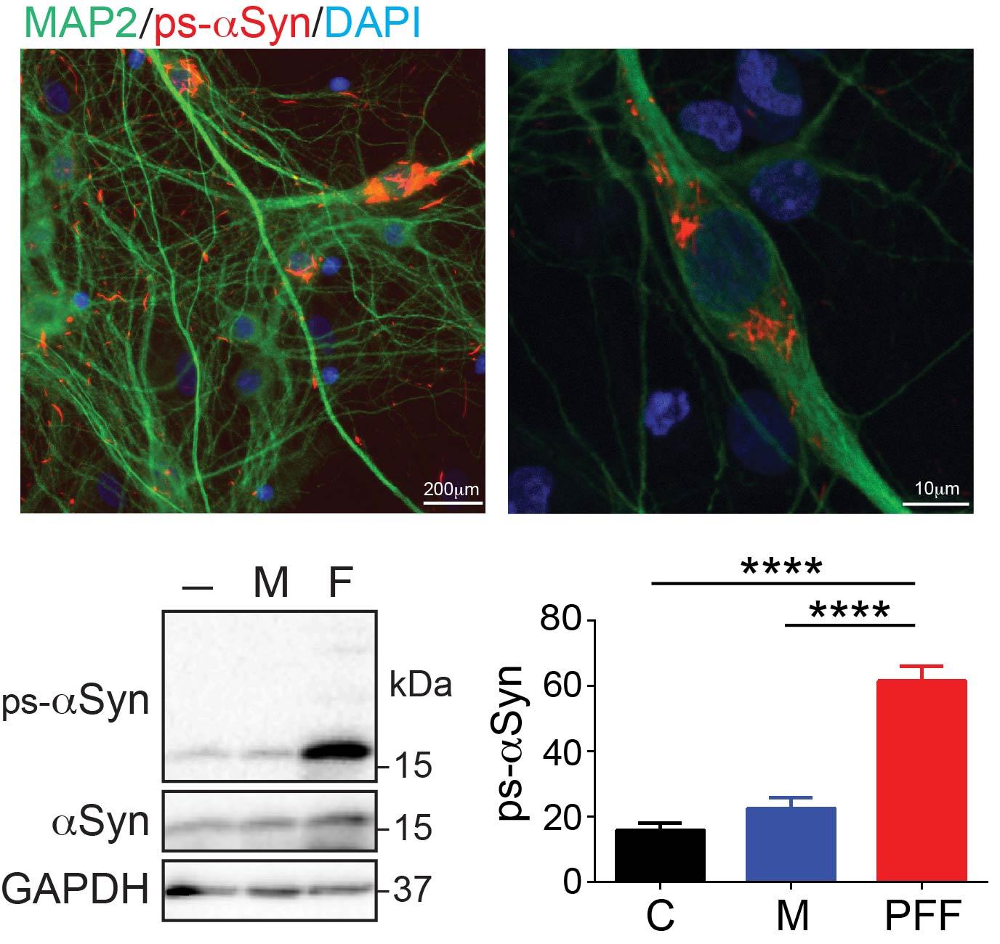 MAP2/ps-αSyn/DAPI
200μm
10μm
– M F
ps-αSyn
kDa
-15
αSyn
-15
GAPDH
-37
****
****
80
60
40
20
0
ps-αSyn
C M PFF